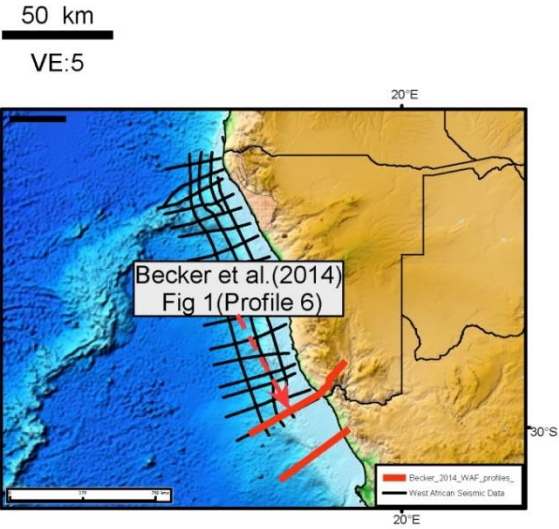 50 km
VE:5
20°E
Becker et al.(2014)
Fig 1(Profile 6)
30°S
Becker_2014_WAF_profiles_
West African Seismic Data
20°E